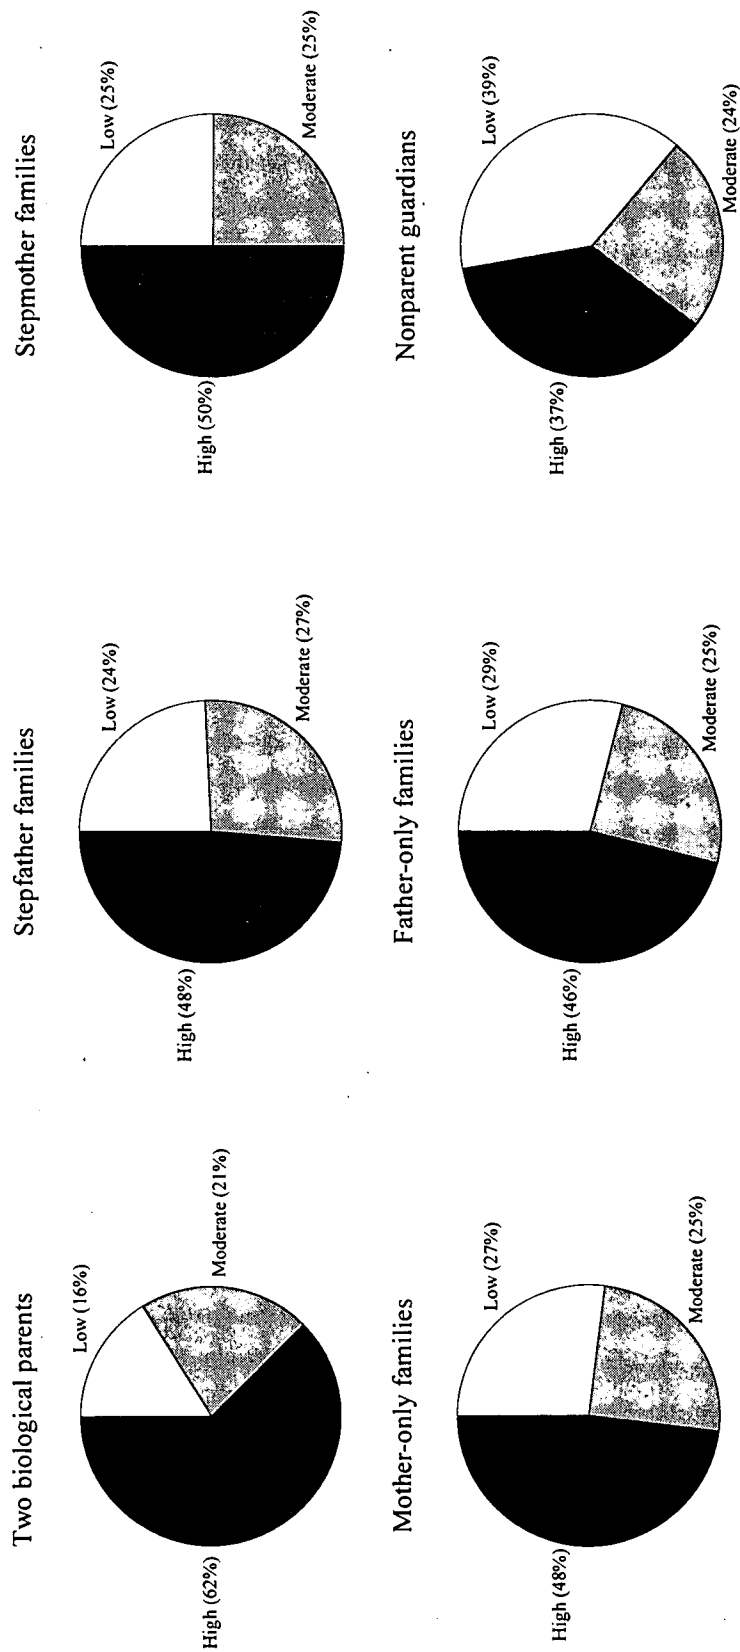 Two biological parents
Low (16%)
Moderate (21%)
High (62%)
Stepfather families
Low (24%)
Moderate (27%)
High (48%)
Stepmother families
Low (25%)
Moderate (25%)
High (50%)
Mother-only families
Low (27%)
Moderate (25%)
High (48%)
Father-only families
Low (29%)
Moderate (25%)
High (46%)
Nonparent guardians
Low (39%)
Moderate (24%)
High (37%)